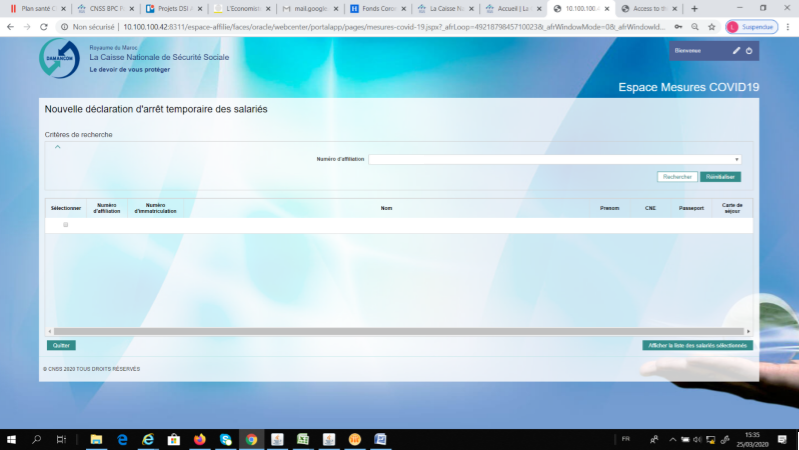 Plan santé C
CNSS BPC P
Projets DSI
L'Economist
mail.google
Fonds Coro
La Caisse Na
Accueil | La
10.100.100.4
Access to th
Non sécurisé | 10.100.100.42:8311/espace-affilie/faces/oracle/webcenter/portalapp/pages/mesures-covid-19.jspx?_afrLoop=49218798457100238&_afrWindowMode=0&_afrWindowId...
Suspendue
Royaume du Maroc
La Caisse Nationale de Sécurité Sociale
Le devoir de vous protéger
DAMANCOM
Bienvenue
Espace Mesures COVID19
Nouvelle déclaration d'arrêt temporaire des salariés
Critères de recherche
Numéro d'affiliation
Rechercher
Réinitialiser
Sélectionner
Numéro d'affiliation
Numéro d'immatriculation
Nom
Prenom
CNE
Passeport
Carte de séjour
Quitter
Afficher la liste des salariés sélectionnés
© CNSS 2020 TOUS DROITS RÉSERVÉS
FR
15:35
25/03/2020